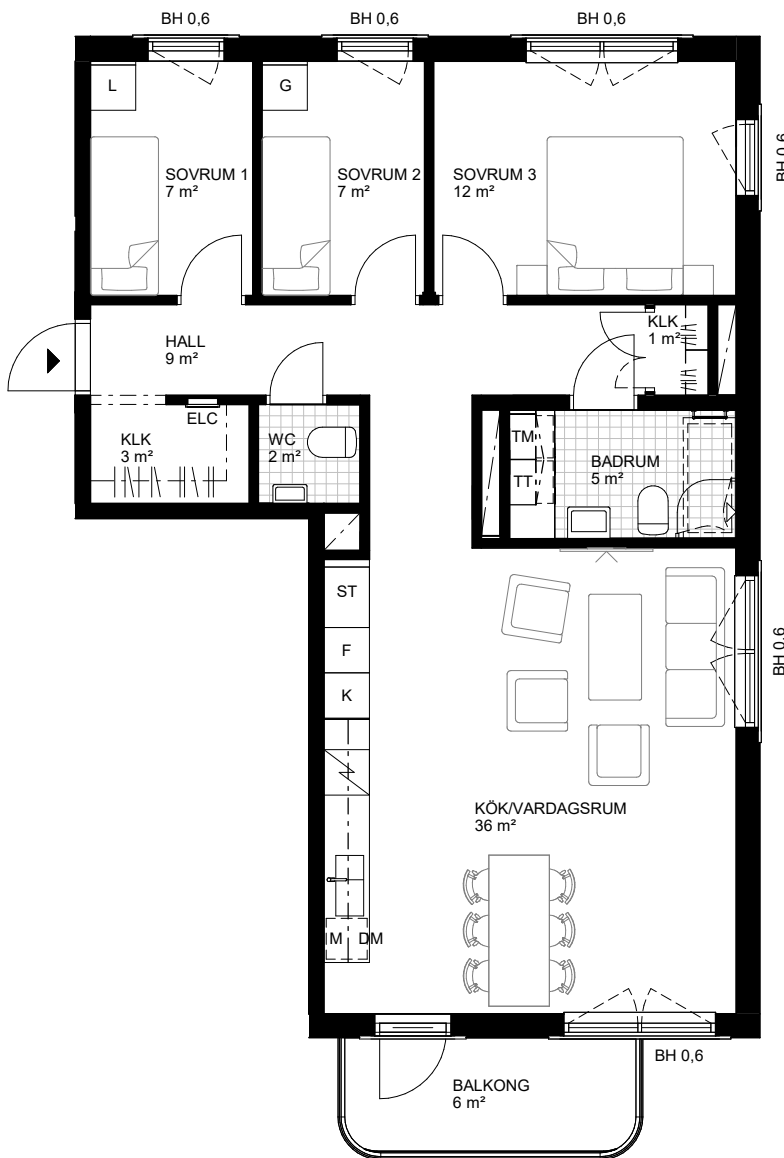 BH 0,6
BH 0,6
BH 0,6
L
G
BH 0,6
SOVRUM 1
7 m²
SOVRUM 2
7 m²
SOVRUM 3
12 m²
HALL
9 m²
KLK
1 m²
ELC
KLK
3 m²
WC
2 m²
TM
TT
BADRUM
5 m²
ST
F
K
BH 0,6
KÖK/VARDAGSRUM
36 m²
M DM
BH 0,6
BALKONG
6 m²